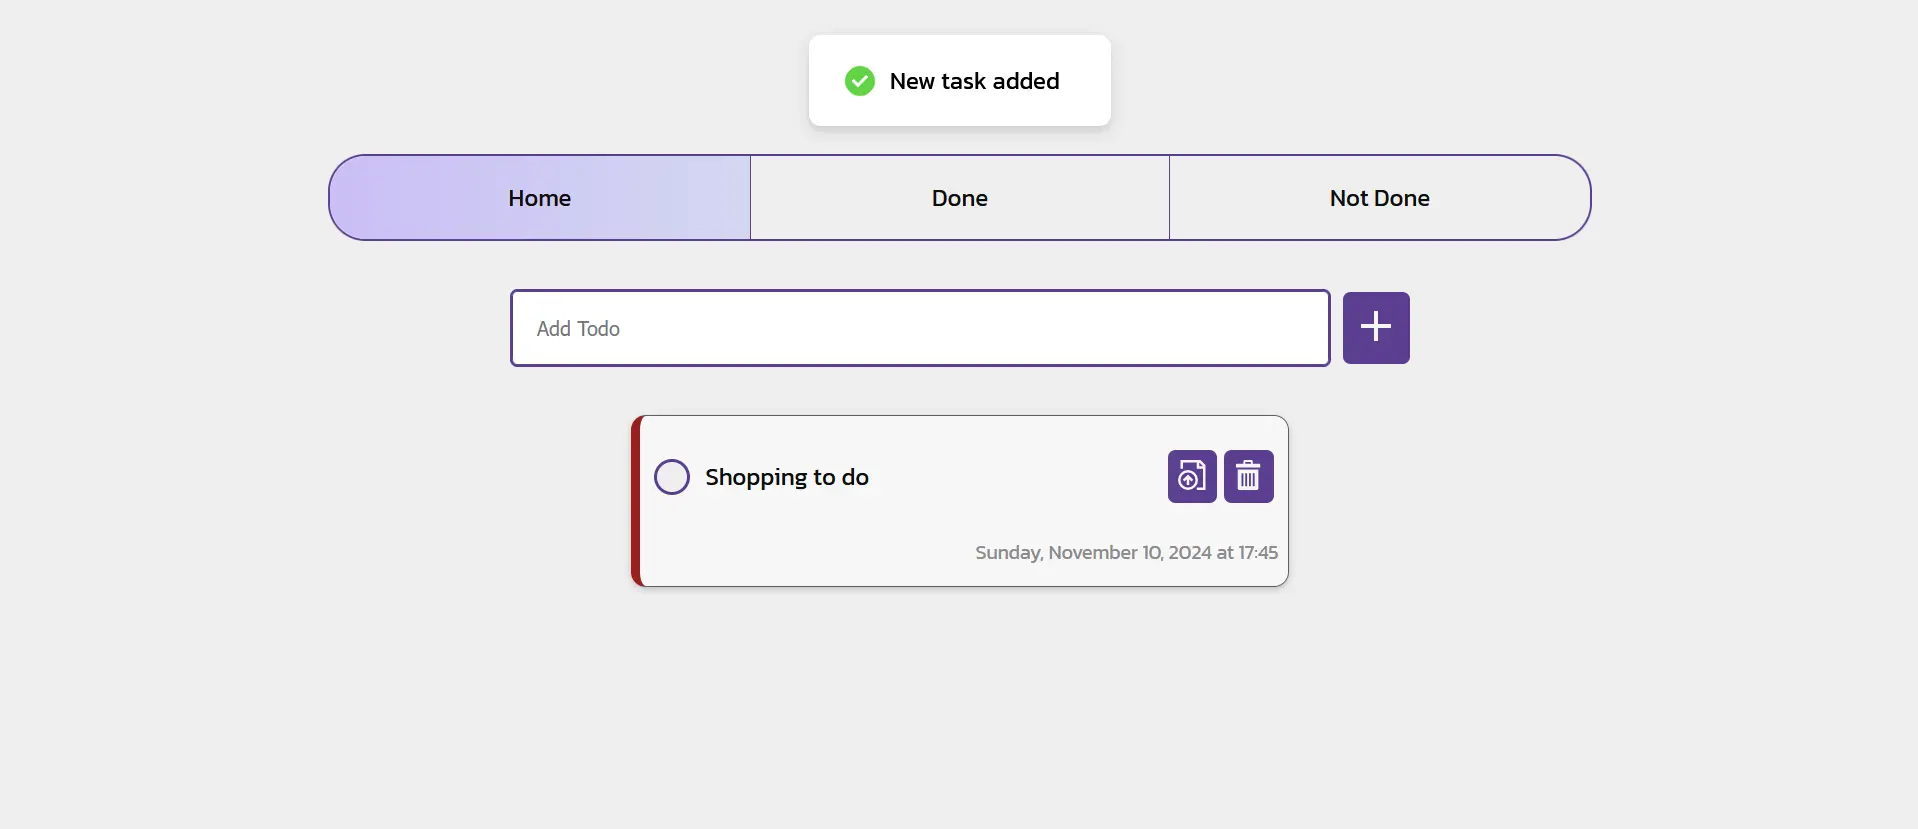 New task added
Home
Done
Not Done
Add Todo
Shopping to do
Sunday, November 10, 2024 at 17:45